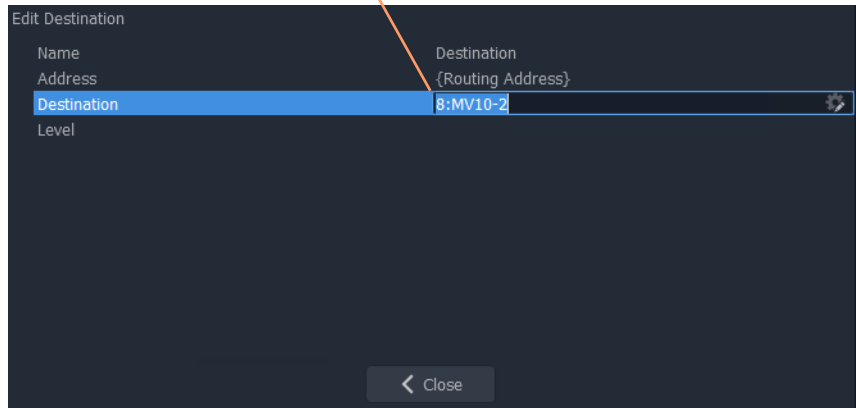 Edit Destination
Name Destination
Address {Routing Address}
Destination 8:MV10-2
Level
Close